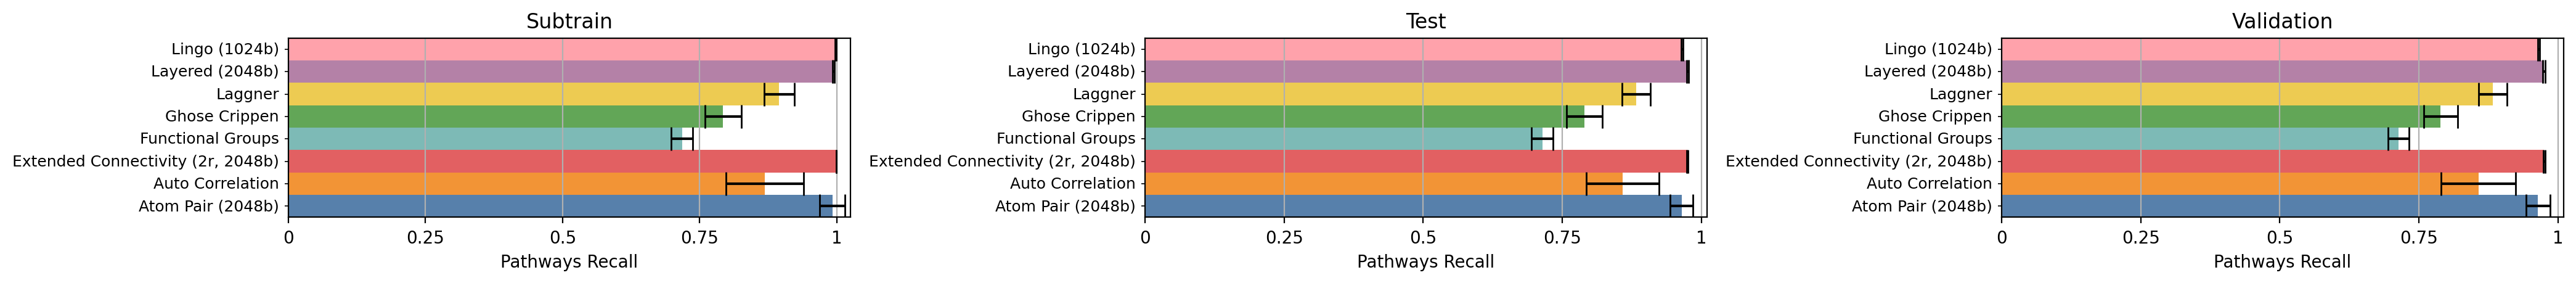 Subtrain
Lingo (1024b)
Layered (2048b)
Laggner
Ghose Crippen
Functional Groups
Extended Connectivity (2r, 2048b)
Auto Correlation
Atom Pair (2048b)
0 0.25 0.5 0.75 1
Pathways Recall
Test
Lingo (1024b)
Layered (2048b)
Laggner
Ghose Crippen
Functional Groups
Extended Connectivity (2r, 2048b)
Auto Correlation
Atom Pair (2048b)
0 0.25 0.5 0.75 1
Pathways Recall
Validation
Lingo (1024b)
Layered (2048b)
Laggner
Ghose Crippen
Functional Groups
Extended Connectivity (2r, 2048b)
Auto Correlation
Atom Pair (2048b)
0 0.25 0.5 0.75 1
Pathways Recall